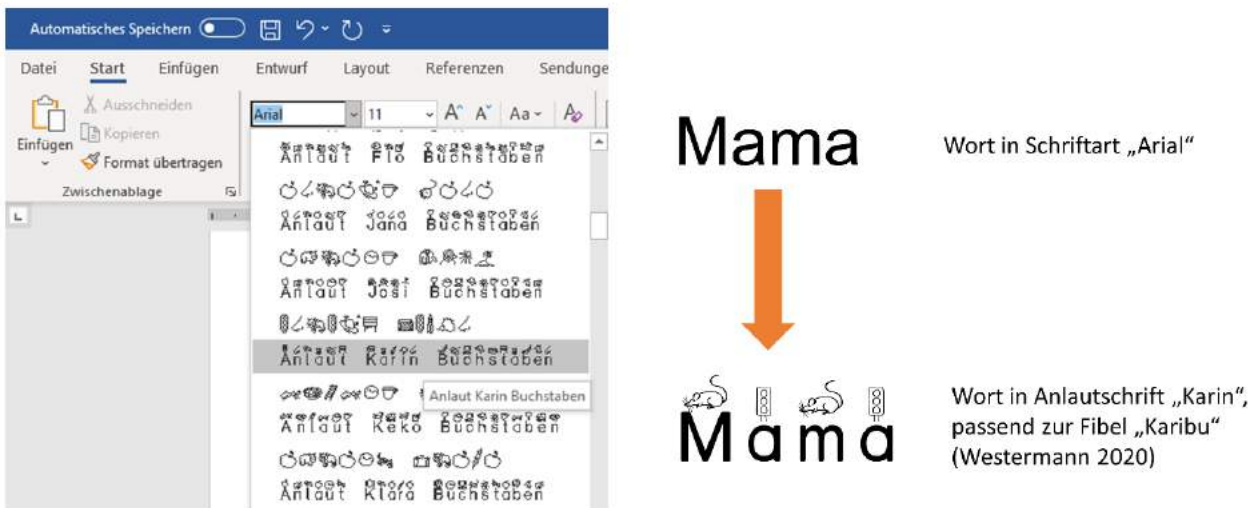 Automatisches Speichern
Datei Start Einfügen Entwurf Layout Referenzen Sendunge
Ausschneiden
Kopieren
Einfügen
Format übertragen
Zwischenablage
Arial 11 Aa
Anlaut Flo Buchstaben
Anlaut Jana Buchstaben
Anlaut Josi Buchstaben
Anlaut Karin Buchstaben
Anlaut Karin Buchstaben
Anlaut Keko Buchstaben
Anlaut Klara Buchstaben
Mama
Wort in Schriftart „Arial“
Mama
Wort in Anlautschrift „Karin“,
passend zur Fibel „Karibu“
(Westermann 2020)